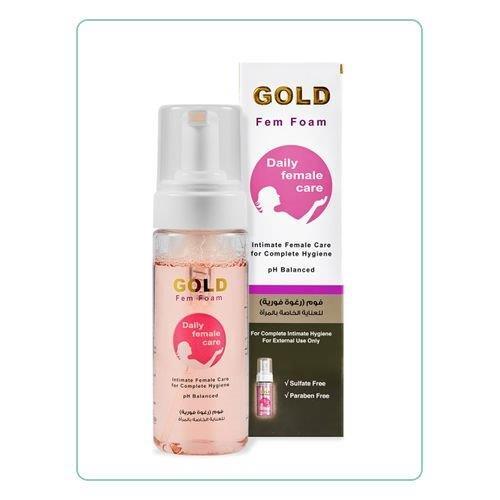 GOLD
Fem Foam
Daily
female
care
Intimate Female Care
for Complete Hygiene
pH Balanced
فوم (رغوة فورية)
للعناية الخاصة بالمرأة
For Complete Intimate Hygiene
For External Use Only
√ Sulfate Free
√ Paraben Free
GOLD
Fem Foam
Daily
female
care
Intimate Female Care
for Complete Hygiene
pH Balanced
فوم (رغوة فورية)
للعناية الخاصة بالمرأة